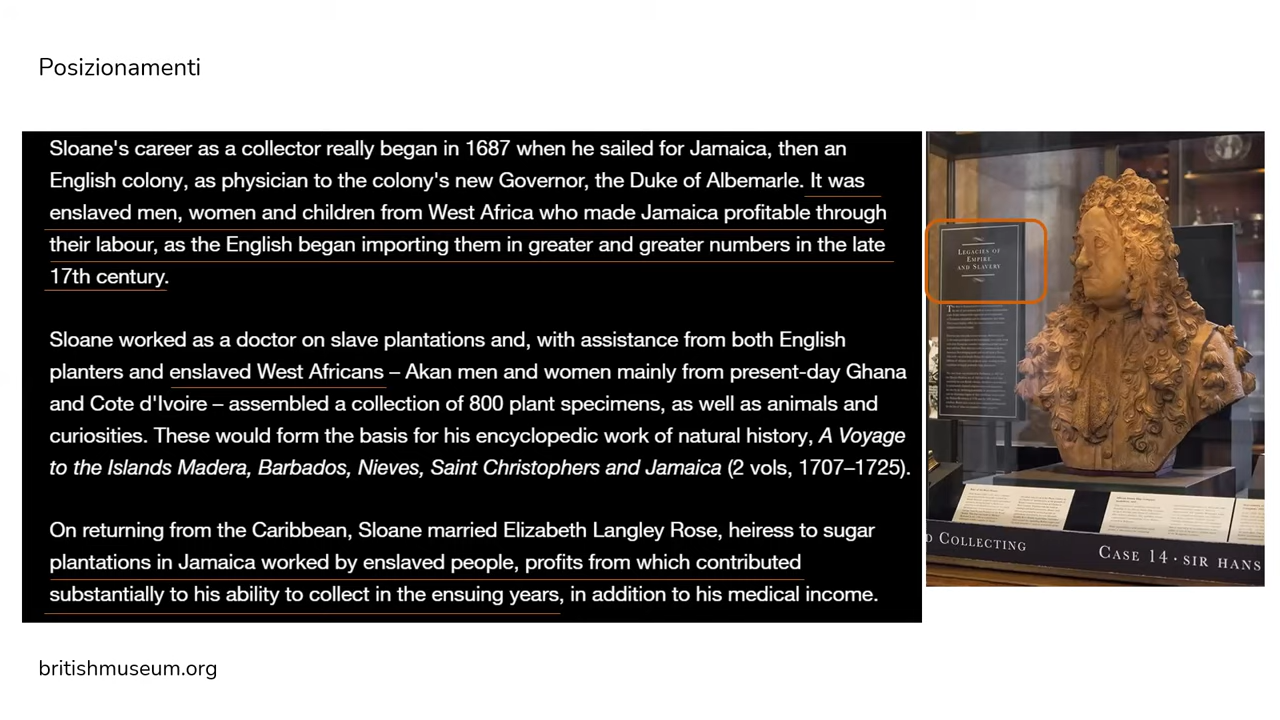 Posizionamenti
Sloane's career as a collector really began in 1687 when he sailed for Jamaica, then an
English colony, as physician to the colony's new Governor, the Duke of Albemarle. It was
enslaved men, women and children from West Africa who made Jamaica profitable through
their labour, as the English began importing them in greater and greater numbers in the late
17th century.
Sloane worked as a doctor on slave plantations and, with assistance from both English
planters and enslaved West Africans – Akan men and women mainly from present-day Ghana
and Cote d'Ivoire – assembled a collection of 800 plant specimens, as well as animals and
curiosities. These would form the basis for his encyclopedic work of natural history, A Voyage
to the Islands Madera, Barbados, Nieves, Saint Christophers and Jamaica (2 vols, 1707–1725).
On returning from the Caribbean, Sloane married Elizabeth Langley Rose, heiress to sugar
plantations in Jamaica worked by enslaved people, profits from which contributed
substantially to his ability to collect in the ensuing years, in addition to his medical income.
LEGACIES OF
EMPIRE
AND SLAVERY
D COLLECTING
CASE 14 · SIR HANS
britishmuseum.org